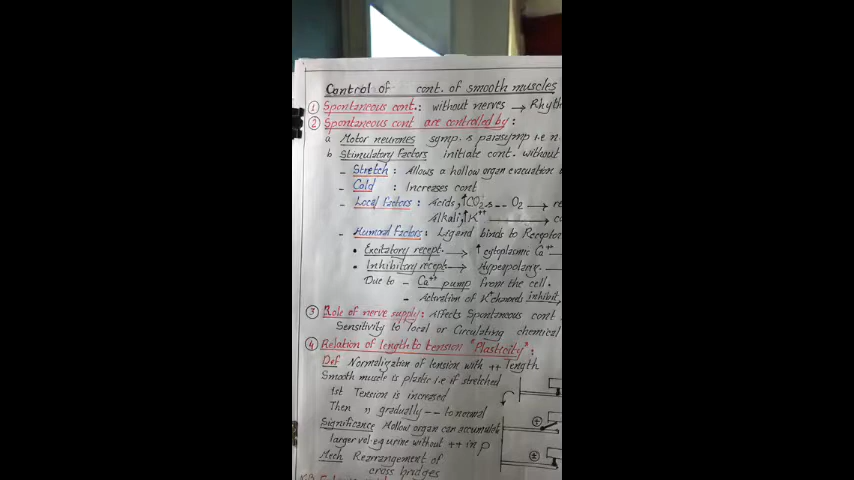 Control of cont. of smooth muscles
① Spontaneous cont.: without nerves → Rhyth
② Spontaneous cont are controlled by:
a Motor neurones symp. & parasymp i.e n
b Stimulatory Factors initiate cont. without
- Stretch : Allows a hollow organ evacuation
- Cold : Increases cont
- Local factors : Acids, ↑CO₂ & -- O₂ → re
Alkali, ↑K⁺⁺ → c
- Humoral Factors: Ligand binds to Receptor
• Excitatory recept. → ↑ cytoplasmic Ca⁺⁺
• Inhibitory recept → Hyperpolariz.
Due to - Ca⁺⁺ pump from the cell.
- Activation of K⁺ channels inhibit
③ Role of nerve supply: Affects Spontaneous cont
Sensitivity to local or Circulating chemical
④ Relation of length to tension "Plasticity":
Def Normalization of tension with ++ length
Smooth muscle is plastic i.e if stretched
1st Tension is increased
Then η gradually -- to normal
Significance Hollow organ can accumulate
larger vol. eg urine without ++ in p
Mech Rearrangement of
cross bridges